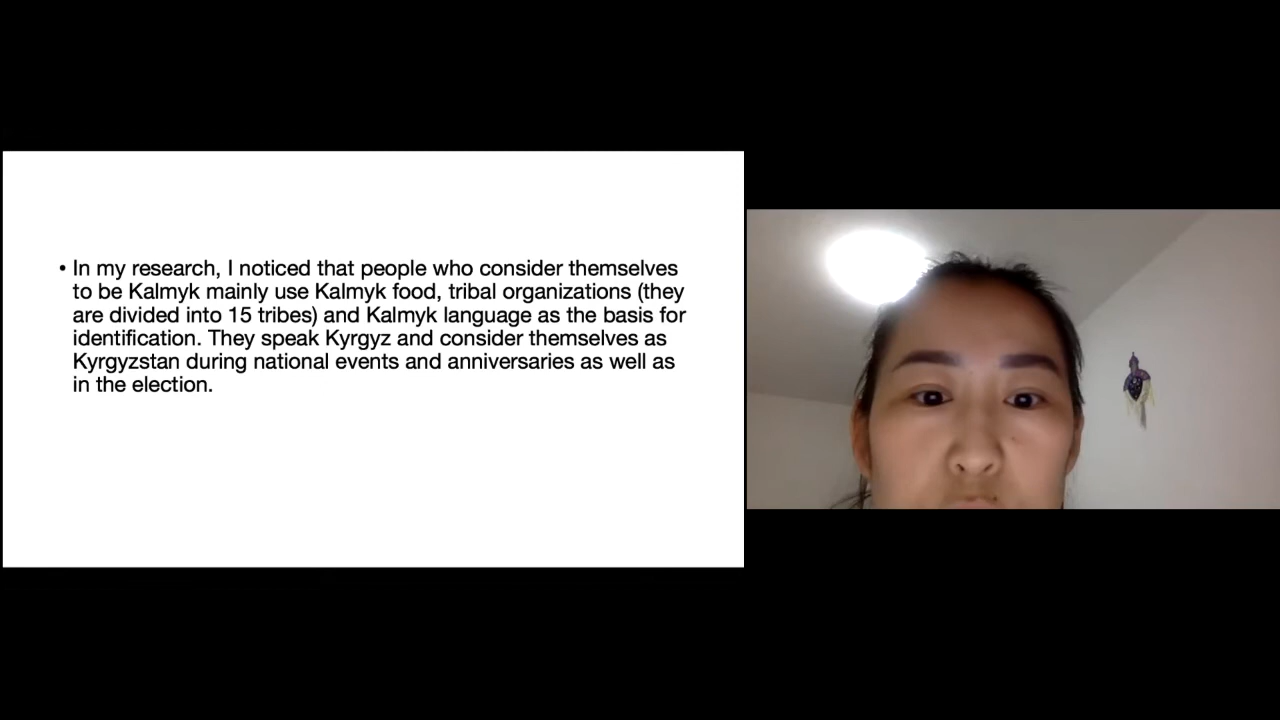 • In my research, I noticed that people who consider themselves
to be Kalmyk mainly use Kalmyk food, tribal organizations (they
are divided into 15 tribes) and Kalmyk language as the basis for
identification. They speak Kyrgyz and consider themselves as
Kyrgyzstan during national events and anniversaries as well as
in the election.